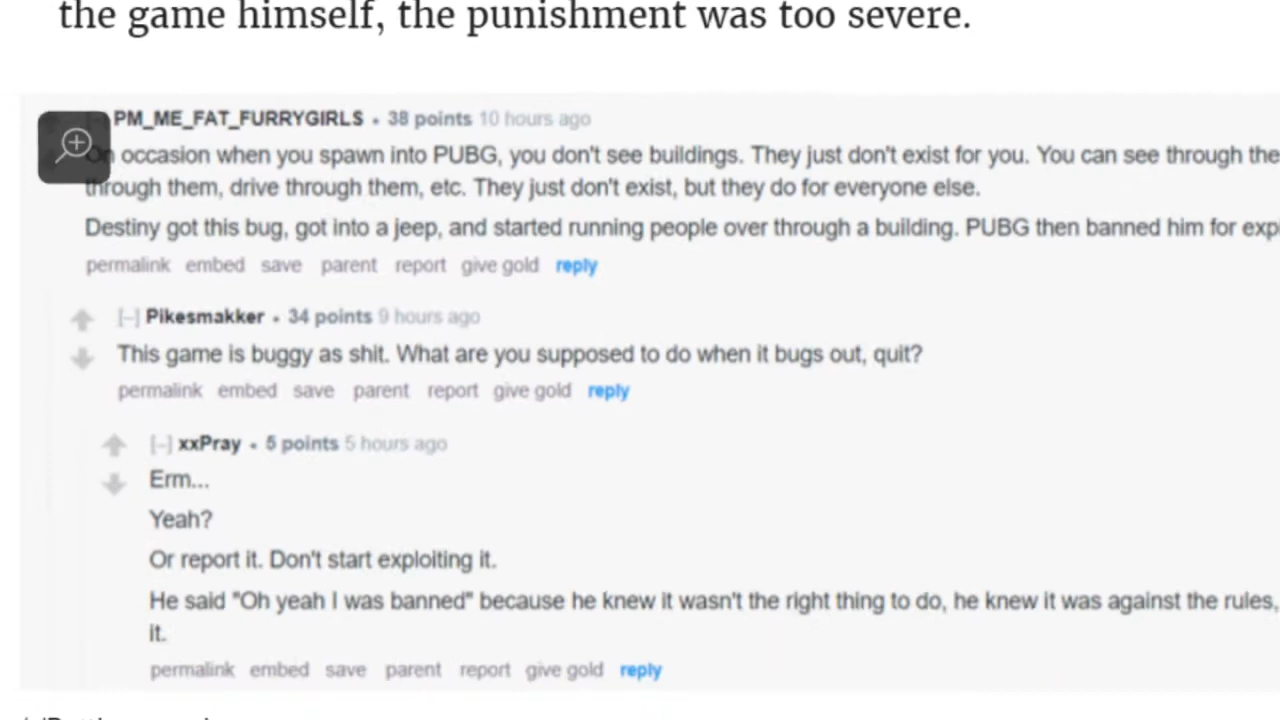 the game himself, the punishment was too severe.
[–] PM_ME_FAT_FURRYGIRLS • 38 points 10 hours ago
On occasion when you spawn into PUBG, you don't see buildings. They just don't exist for you. You can see through the
through them, drive through them, etc. They just don't exist, but they do for everyone else.
Destiny got this bug, got into a jeep, and started running people over through a building. PUBG then banned him for exp
permalink embed save parent report give gold reply
[–] Pikesmakker • 34 points 9 hours ago
This game is buggy as shit. What are you supposed to do when it bugs out, quit?
permalink embed save parent report give gold reply
[–] xxPray • 5 points 5 hours ago
Erm...
Yeah?
Or report it. Don't start exploiting it.
He said "Oh yeah I was banned" because he knew it wasn't the right thing to do, he knew it was against the rules,
it.
permalink embed save parent report give gold reply